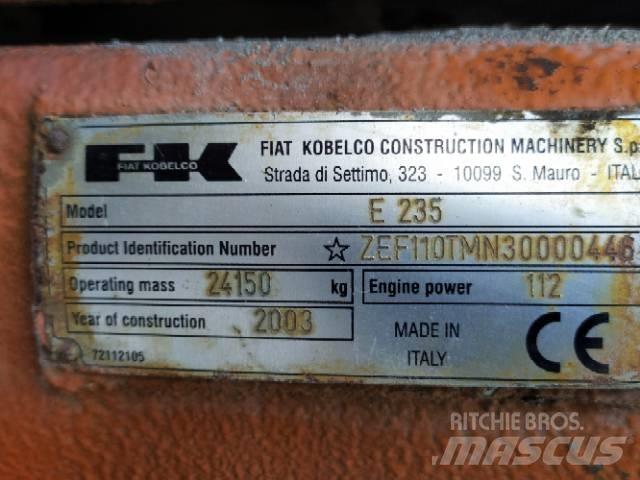 FK
FIAT KOBELCO
FIAT KOBELCO CONSTRUCTION MACHINERY S.p
Strada di Settimo, 323 - 10099 S. Mauro - ITAL
Model E 235
Product Identification Number ☆ ZEF110TMN30000446
Operating mass 24150 kg
Engine power 112
Year of construction 2003
MADE IN
ITALY
CE
72112105
RITCHIE BROS.
MASCUS